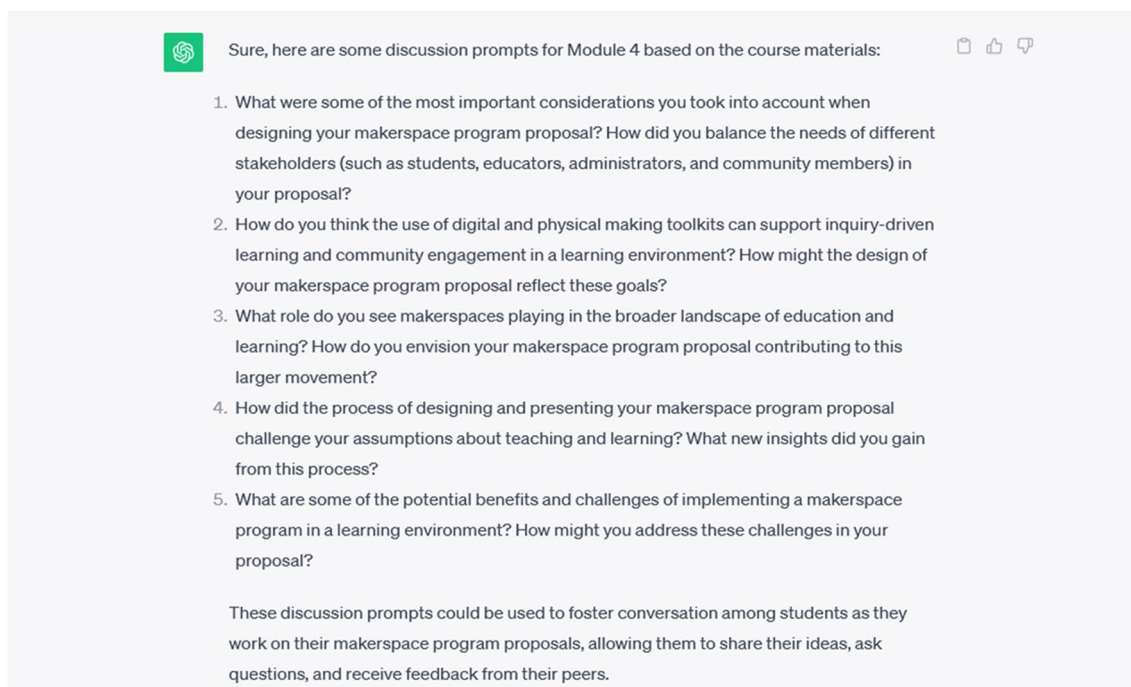 Sure, here are some discussion prompts for Module 4 based on the course materials:
1. What were some of the most important considerations you took into account when
designing your makerspace program proposal? How did you balance the needs of different
stakeholders (such as students, educators, administrators, and community members) in
your proposal?
2. How do you think the use of digital and physical making toolkits can support inquiry-driven
learning and community engagement in a learning environment? How might the design of
your makerspace program proposal reflect these goals?
3. What role do you see makerspaces playing in the broader landscape of education and
learning? How do you envision your makerspace program proposal contributing to this
larger movement?
4. How did the process of designing and presenting your makerspace program proposal
challenge your assumptions about teaching and learning? What new insights did you gain
from this process?
5. What are some of the potential benefits and challenges of implementing a makerspace
program in a learning environment? How might you address these challenges in your
proposal?
These discussion prompts could be used to foster conversation among students as they
work on their makerspace program proposals, allowing them to share their ideas, ask
questions, and receive feedback from their peers.